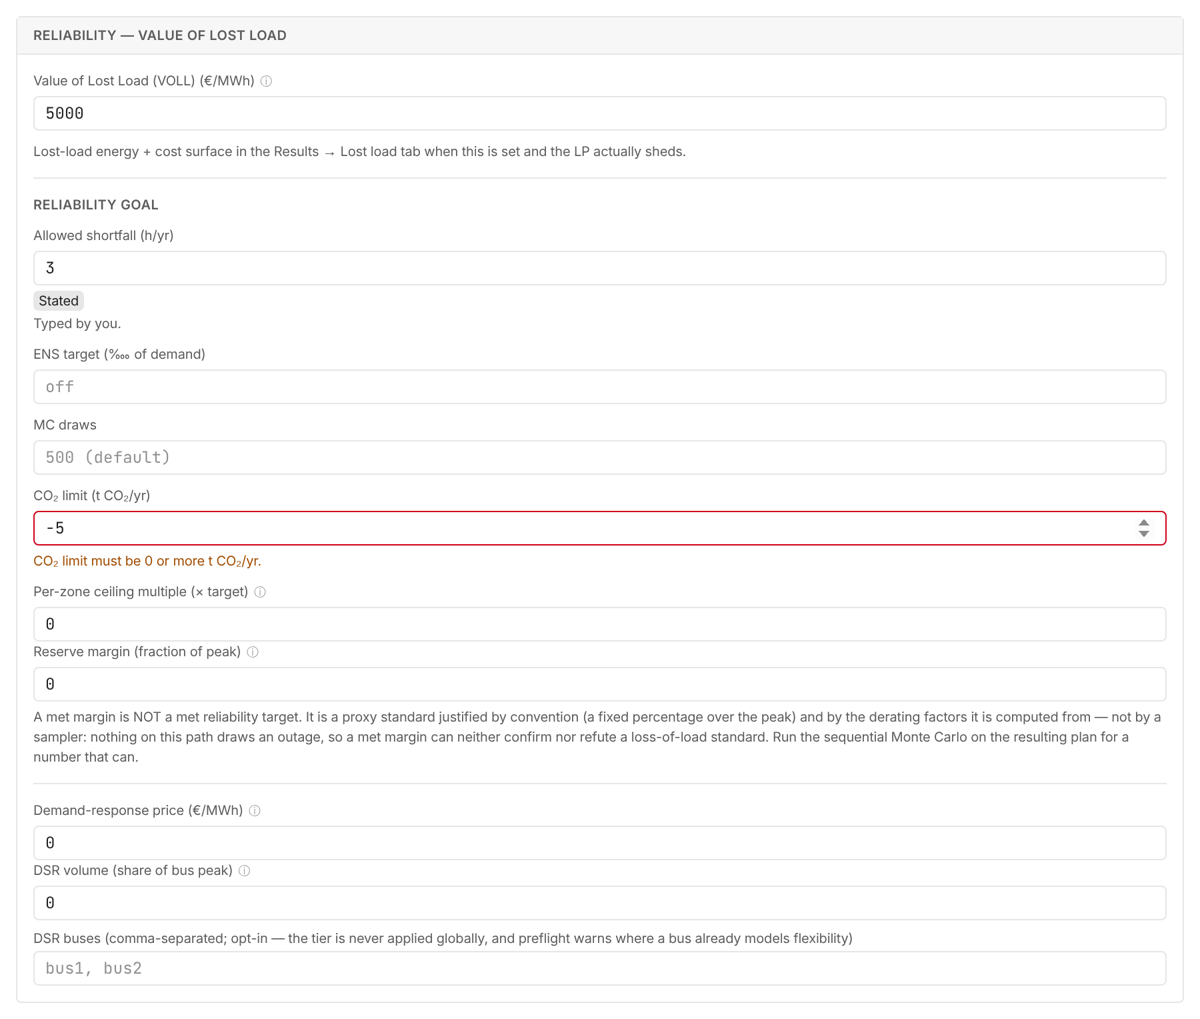 RELIABILITY — VALUE OF LOST LOAD
Value of Lost Load (VOLL) (€/MWh) ⓘ
5000
Lost-load energy + cost surface in the Results → Lost load tab when this is set and the LP actually sheds.
RELIABILITY GOAL
Allowed shortfall (h/yr)
3
Stated
Typed by you.
ENS target (‱ of demand)
off
MC draws
500 (default)
CO₂ limit (t CO₂/yr)
-5
CO₂ limit must be 0 or more t CO₂/yr.
Per-zone ceiling multiple (× target) ⓘ
0
Reserve margin (fraction of peak) ⓘ
0
A met margin is NOT a met reliability target. It is a proxy standard justified by convention (a fixed percentage over the peak) and by the derating factors it is computed from — not by a
sampler: nothing on this path draws an outage, so a met margin can neither confirm nor refute a loss-of-load standard. Run the sequential Monte Carlo on the resulting plan for a
number that can.
Demand-response price (€/MWh) ⓘ
0
DSR volume (share of bus peak) ⓘ
0
DSR buses (comma-separated; opt-in — the tier is never applied globally, and preflight warns where a bus already models flexibility)
bus1, bus2